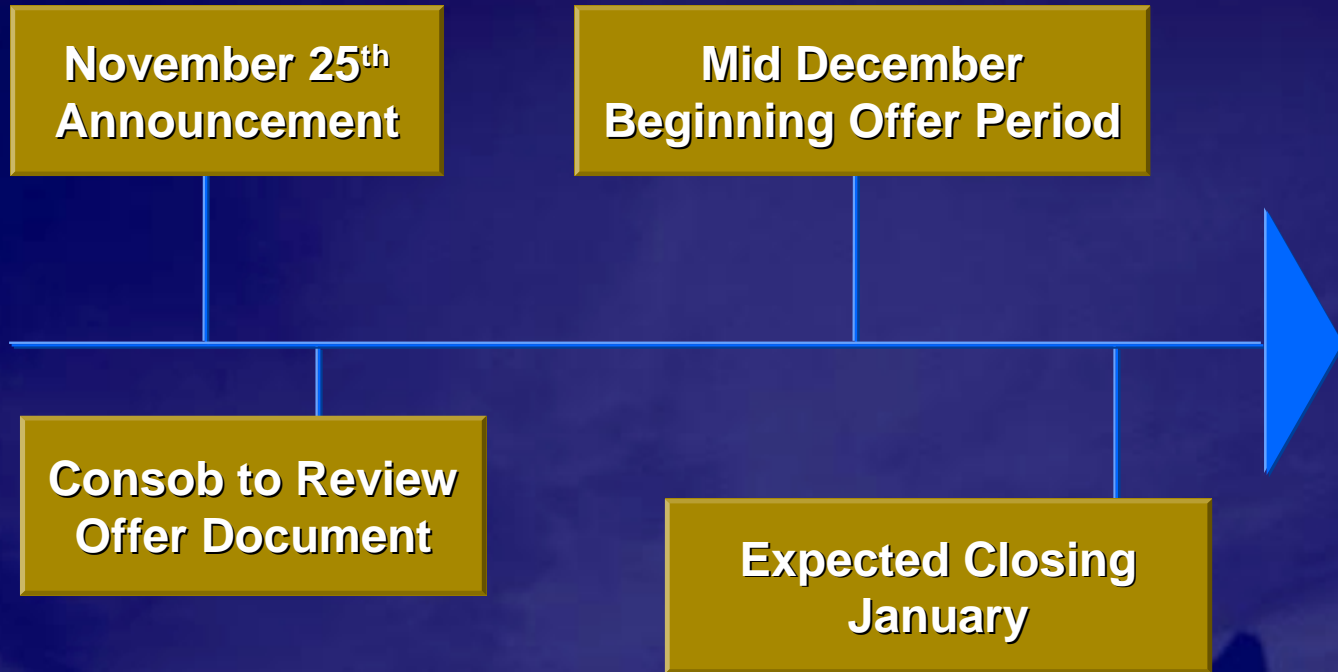 November 25th
Announcement
Mid December
Beginning Offer Period
Consob to Review
Offer Document
Expected Closing
January